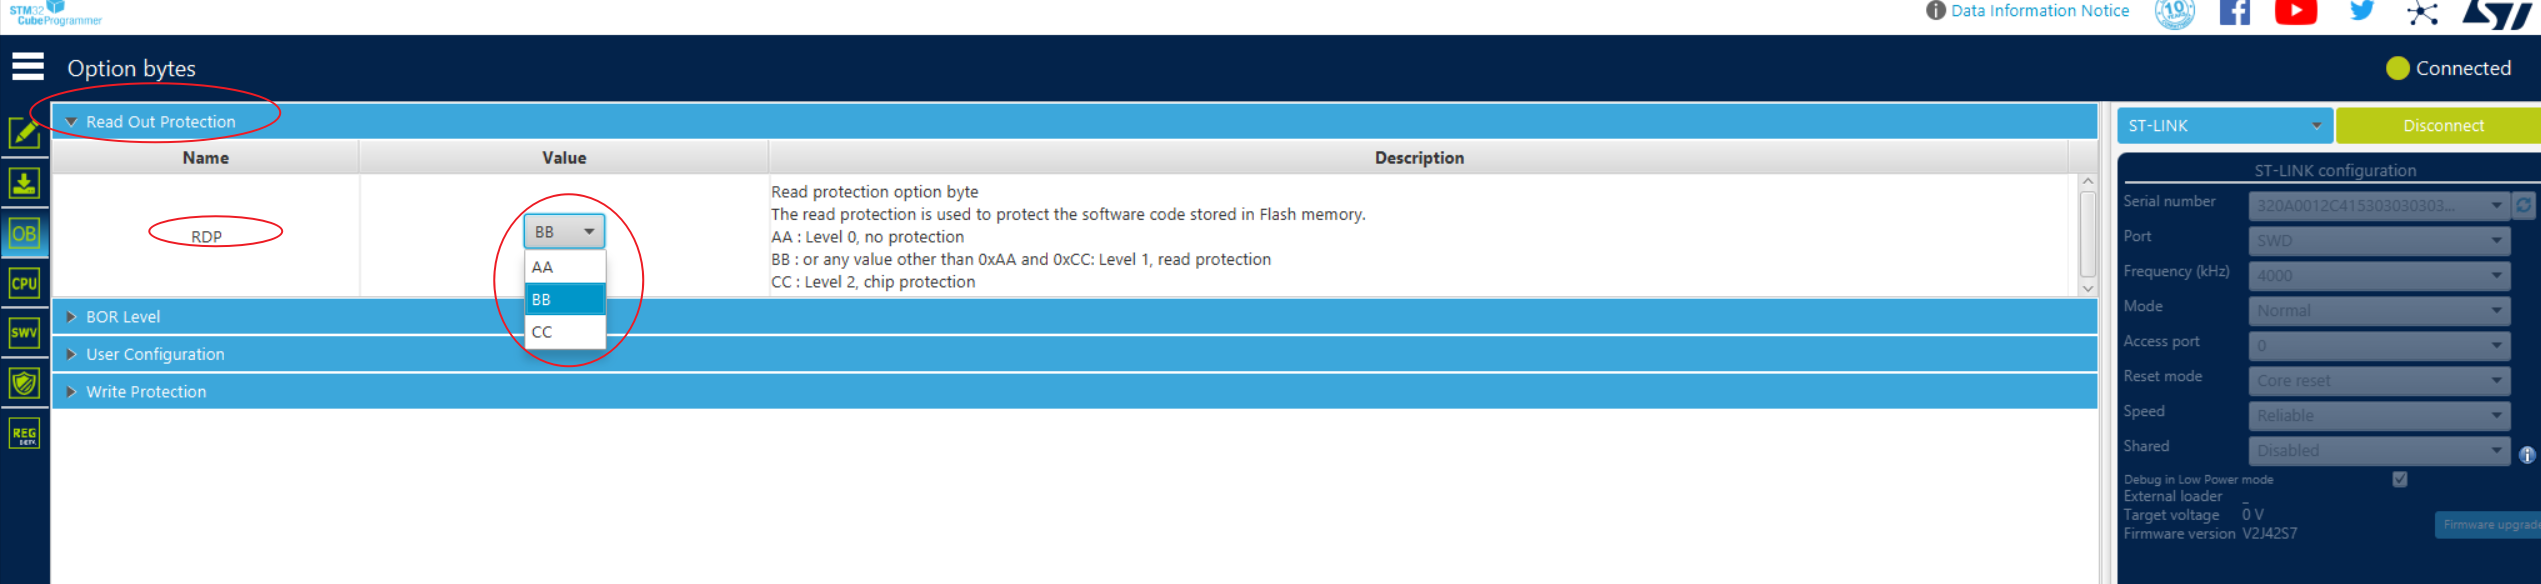 STM32
CubeProgrammer
Data Information Notice
10
Option bytes
Connected
Read Out Protection
Name Value Description
RDP
BB
AA
BB
CC
Read protection option byte
The read protection is used to protect the software code stored in Flash memory.
AA : Level 0, no protection
BB : or any value other than 0xAA and 0xCC: Level 1, read protection
CC : Level 2, chip protection
BOR Level
User Configuration
Write Protection
OB
CPU
SWV
REG
ST-LINK Disconnect
ST-LINK configuration
Serial number 320A0012C415303030303...
Port SWD
Frequency (kHz) 4000
Mode Normal
Access port 0
Reset mode Core reset
Speed Reliable
Shared Disabled
Debug in Low Power mode
External loader _
Target voltage 0 V
Firmware version V2J42S7
Firmware upgrade